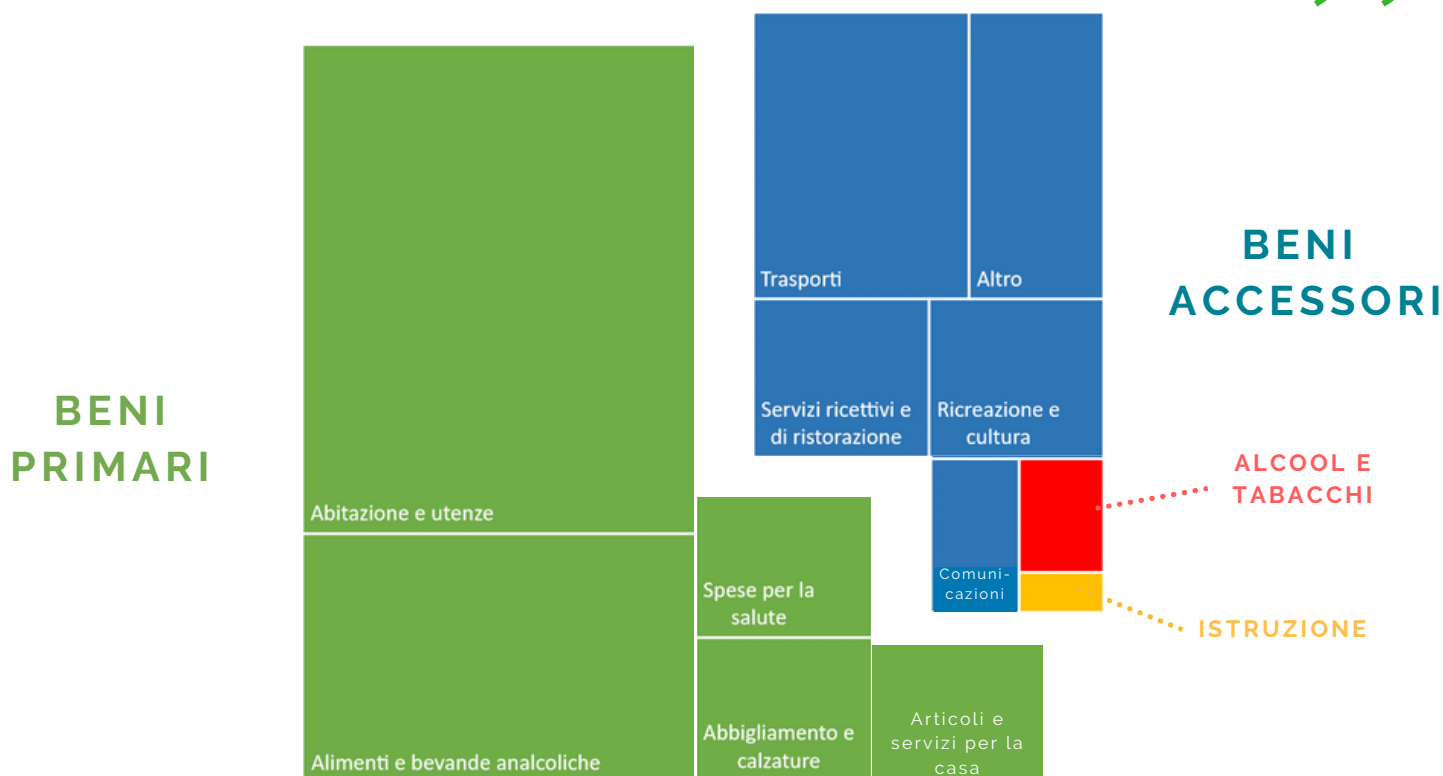 BENI
PRIMARI
Abitazione e utenze
Alimenti e bevande analcoliche
Spese per la
salute
Abbigliamento e
calzature
Articoli e
servizi per la
casa
Trasporti
Altro
Servizi ricettivi e
di ristorazione
Ricreazione e
cultura
Comuni-
cazioni
BENI
ACCESSORI
ALCOOL E
TABACCHI
ISTRUZIONE